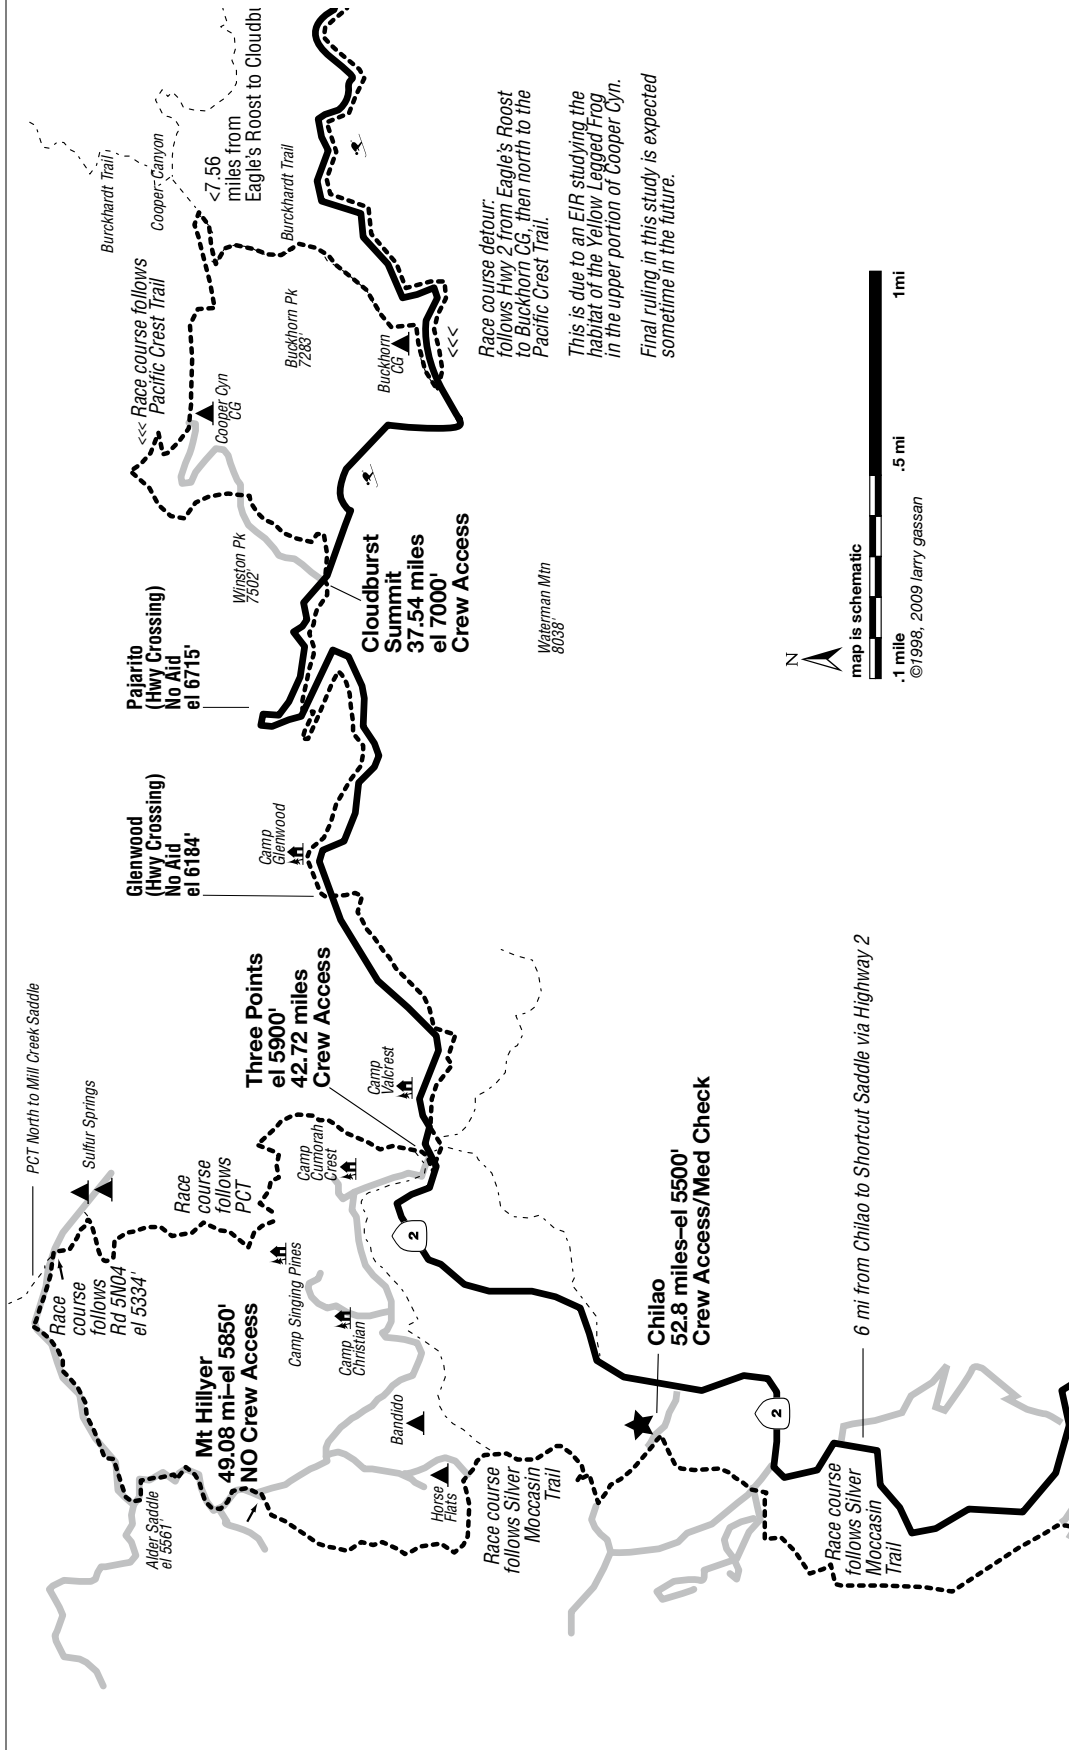 PCT North to Mill Creek Saddle
Sulfur Springs
Race
course
follows
Rd 5N04
el 5334'
Race
course
follows
PCT
Alder Saddle
el 5561'
Mt Hillyer
49.08 mi–el 5850'
NO Crew Access
Camp Singing Pines
Camp
Christian
Camp
Cumorah
Crest
Bandido
Horse
Flats
Three Points
el 5900'
42.72 miles
Crew Access
Camp
Valcrest
Glenwood
(Hwy Crossing)
No Aid
el 6184'
Camp
Glenwood
Pajarito
(Hwy Crossing)
No Aid
el 6715'
Winston Pk
7502'
Cloudburst
Summit
37.54 miles
el 7000'
Crew Access
Waterman Mtn
8038'
<<< Race course follows
Pacific Crest Trail
Cooper Cyn
CG
Buckhorn Pk
7283'
Buckhorn
CG
<<<
Burckhardt Trail
Cooper Canyon
<7.56
miles from
Eagle's Roost to Cloudbu
Burckhardt Trail
Race course detour:
follows Hwy 2 from Eagle's Roost
to Buckhorn CG, then north to the
Pacific Crest Trail.
This is due to an EIR studying the
habitat of the Yellow Legged Frog
in the upper portion of Cooper Cyn.
Final ruling in this study is expected
sometime in the future.
2
Race course
follows Silver
Moccasin
Trail
Chilao
52.8 miles–el 5500'
Crew Access/Med Check
2
Race course
follows Silver
Moccasin
Trail
6 mi from Chilao to Shortcut Saddle via Highway 2
N
map is schematic
.1 mile
.5 mi
1mi
©1998, 2009 larry gassan